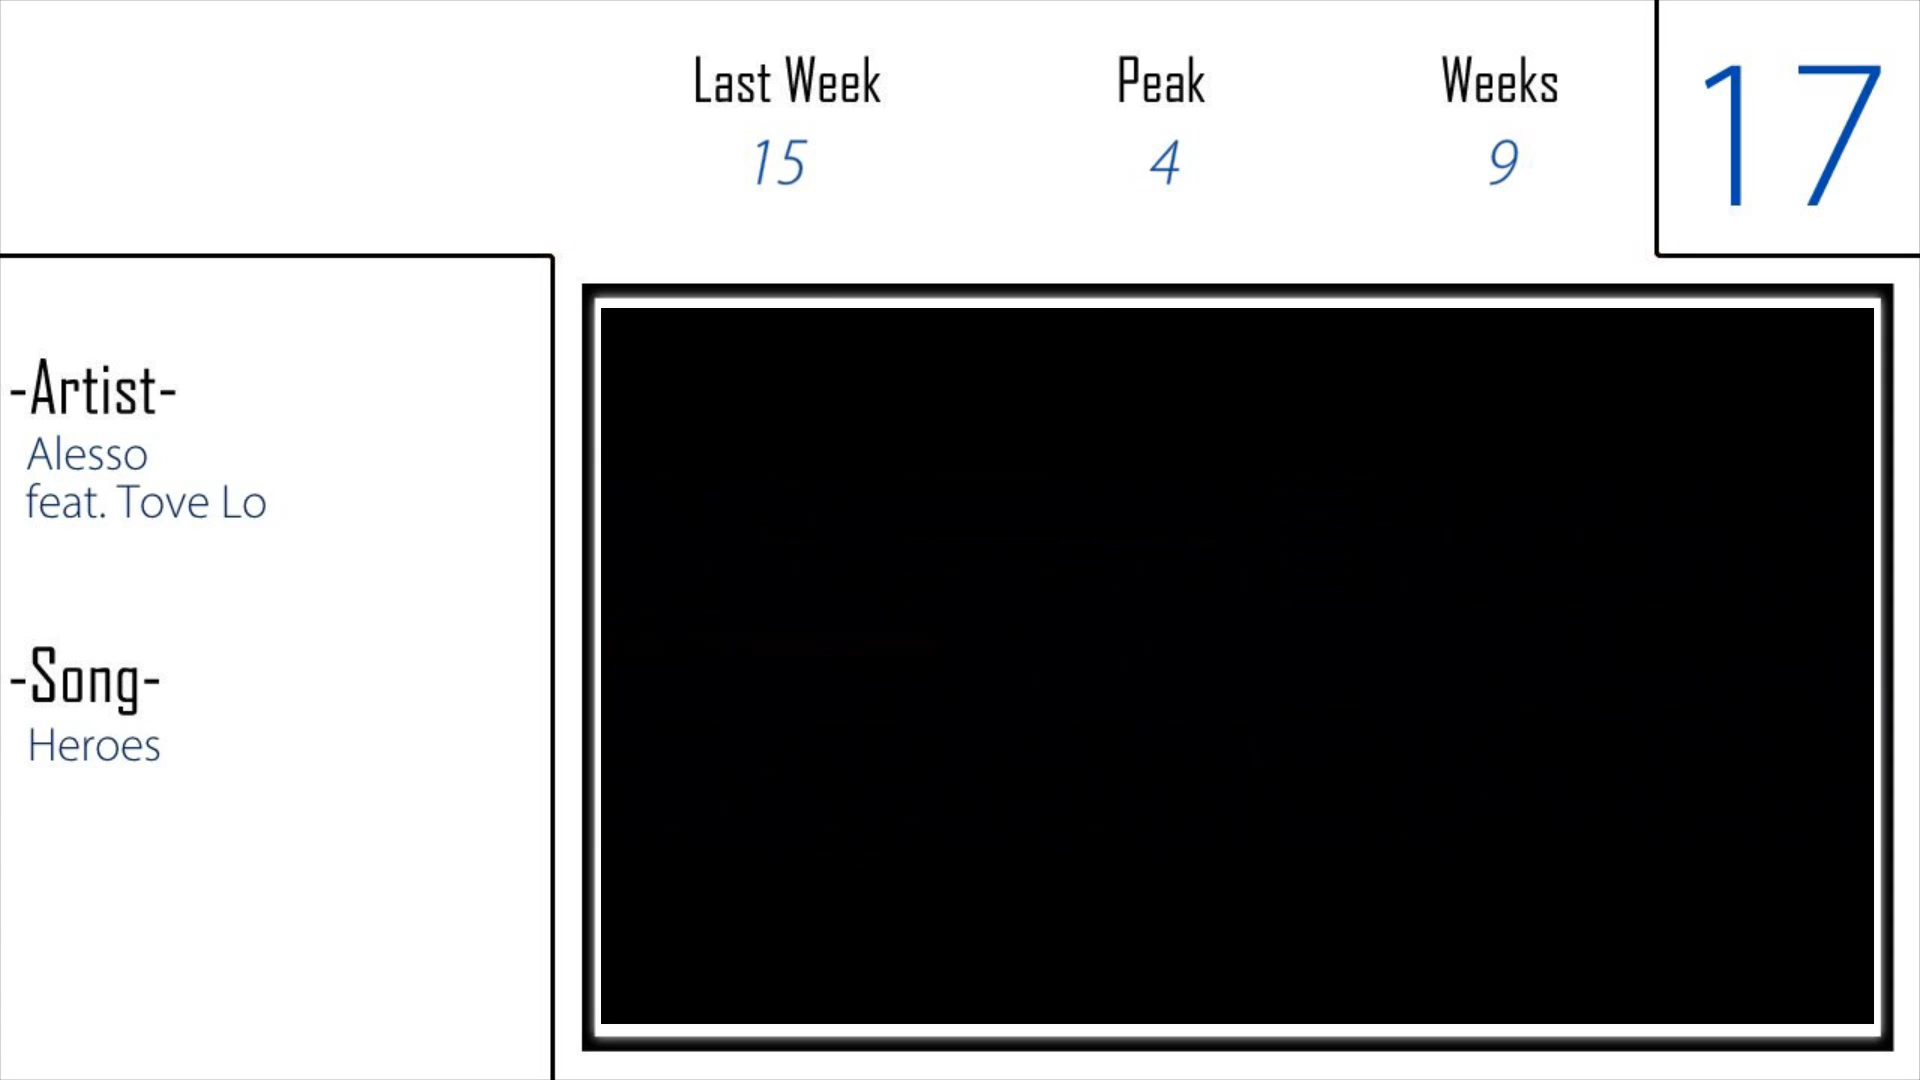 Last Week
Peak
Weeks
17
15
4
9
-Artist-
Alesso
feat. Tove Lo
-Song-
Heroes